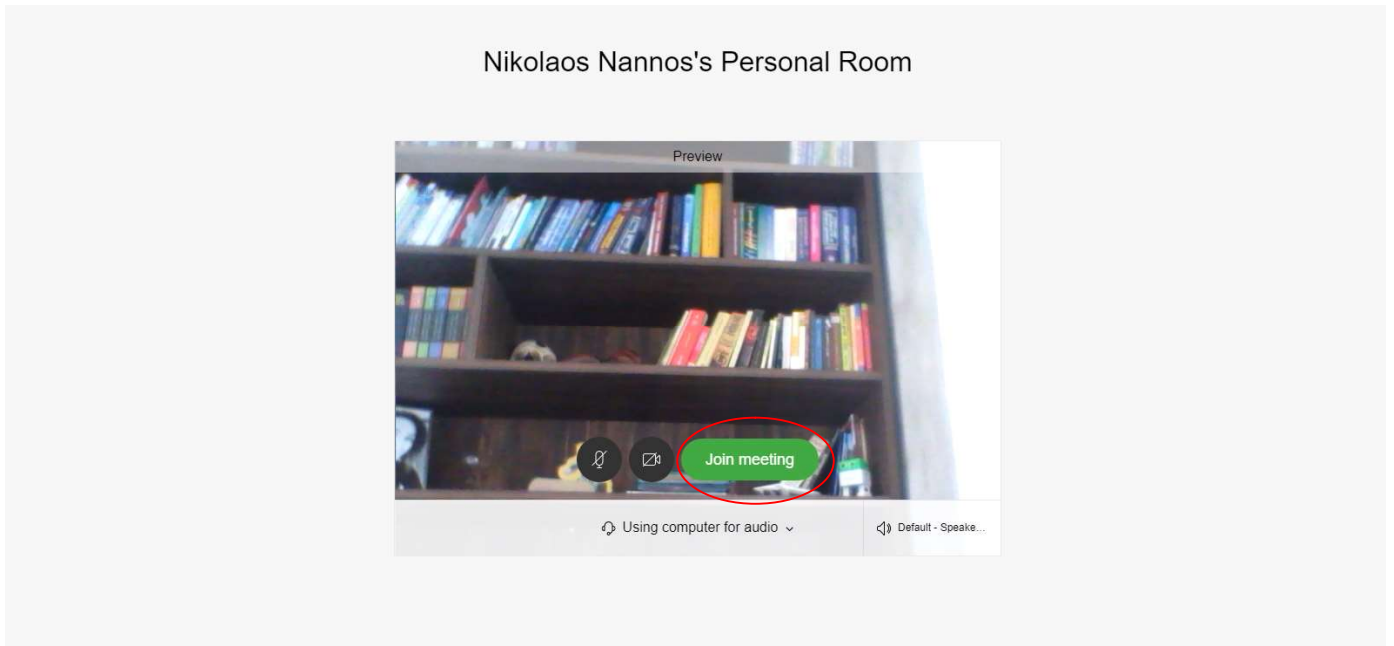 Nikolaos Nannos's Personal Room
Preview
Join meeting
Using computer for audio
Default - Speake...